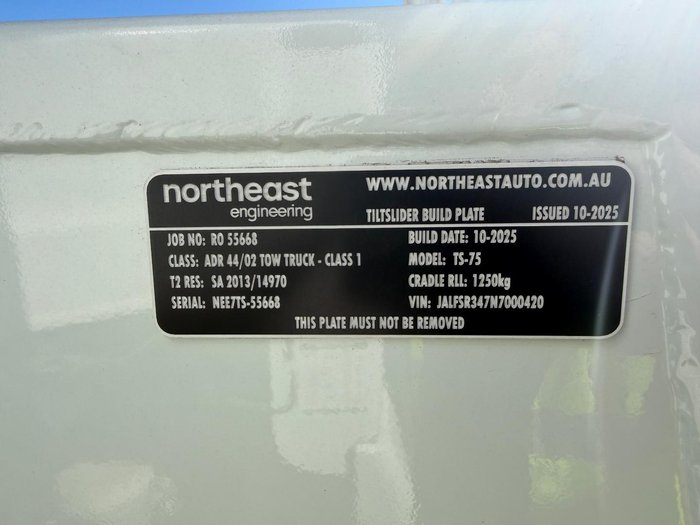 northeast
engineering
WWW.NORTHEASTAUTO.COM.AU
TILTSLIDER BUILD PLATE ISSUED 10-2025
JOB NO: RO 55668 BUILD DATE: 10-2025
CLASS: ADR 44/02 TOW TRUCK - CLASS 1 MODEL: TS-75
T2 RES: SA 2013/14970 CRADLE RLL: 1250kg
SERIAL: NEE7TS-55668 VIN: JALFSR347N7000420
THIS PLATE MUST NOT BE REMOVED